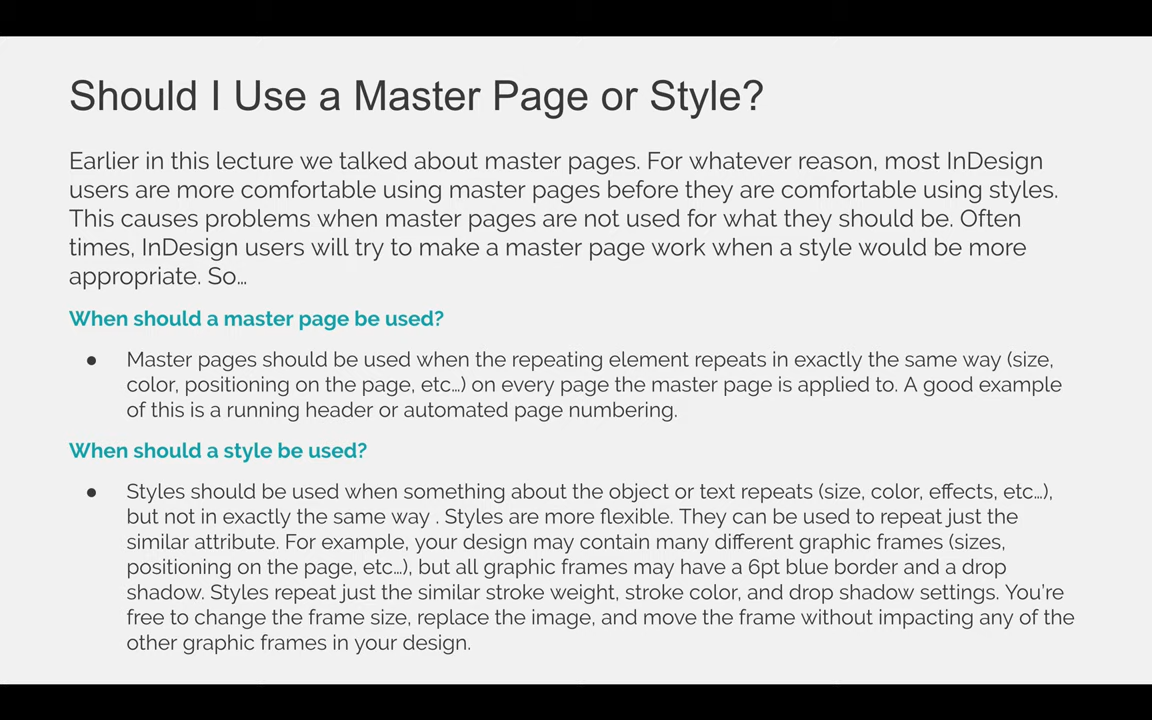 Should I Use a Master Page or Style?
Earlier in this lecture we talked about master pages. For whatever reason, most InDesign
users are more comfortable using master pages before they are comfortable using styles.
This causes problems when master pages are not used for what they should be. Often
times, InDesign users will try to make a master page work when a style would be more
appropriate. So…
When should a master page be used?
● Master pages should be used when the repeating element repeats in exactly the same way (size,
color, positioning on the page, etc…) on every page the master page is applied to. A good example
of this is a running header or automated page numbering.
When should a style be used?
● Styles should be used when something about the object or text repeats (size, color, effects, etc…),
but not in exactly the same way . Styles are more flexible. They can be used to repeat just the
similar attribute. For example, your design may contain many different graphic frames (sizes,
positioning on the page, etc…), but all graphic frames may have a 6pt blue border and a drop
shadow. Styles repeat just the similar stroke weight, stroke color, and drop shadow settings. You're
free to change the frame size, replace the image, and move the frame without impacting any of the
other graphic frames in your design.